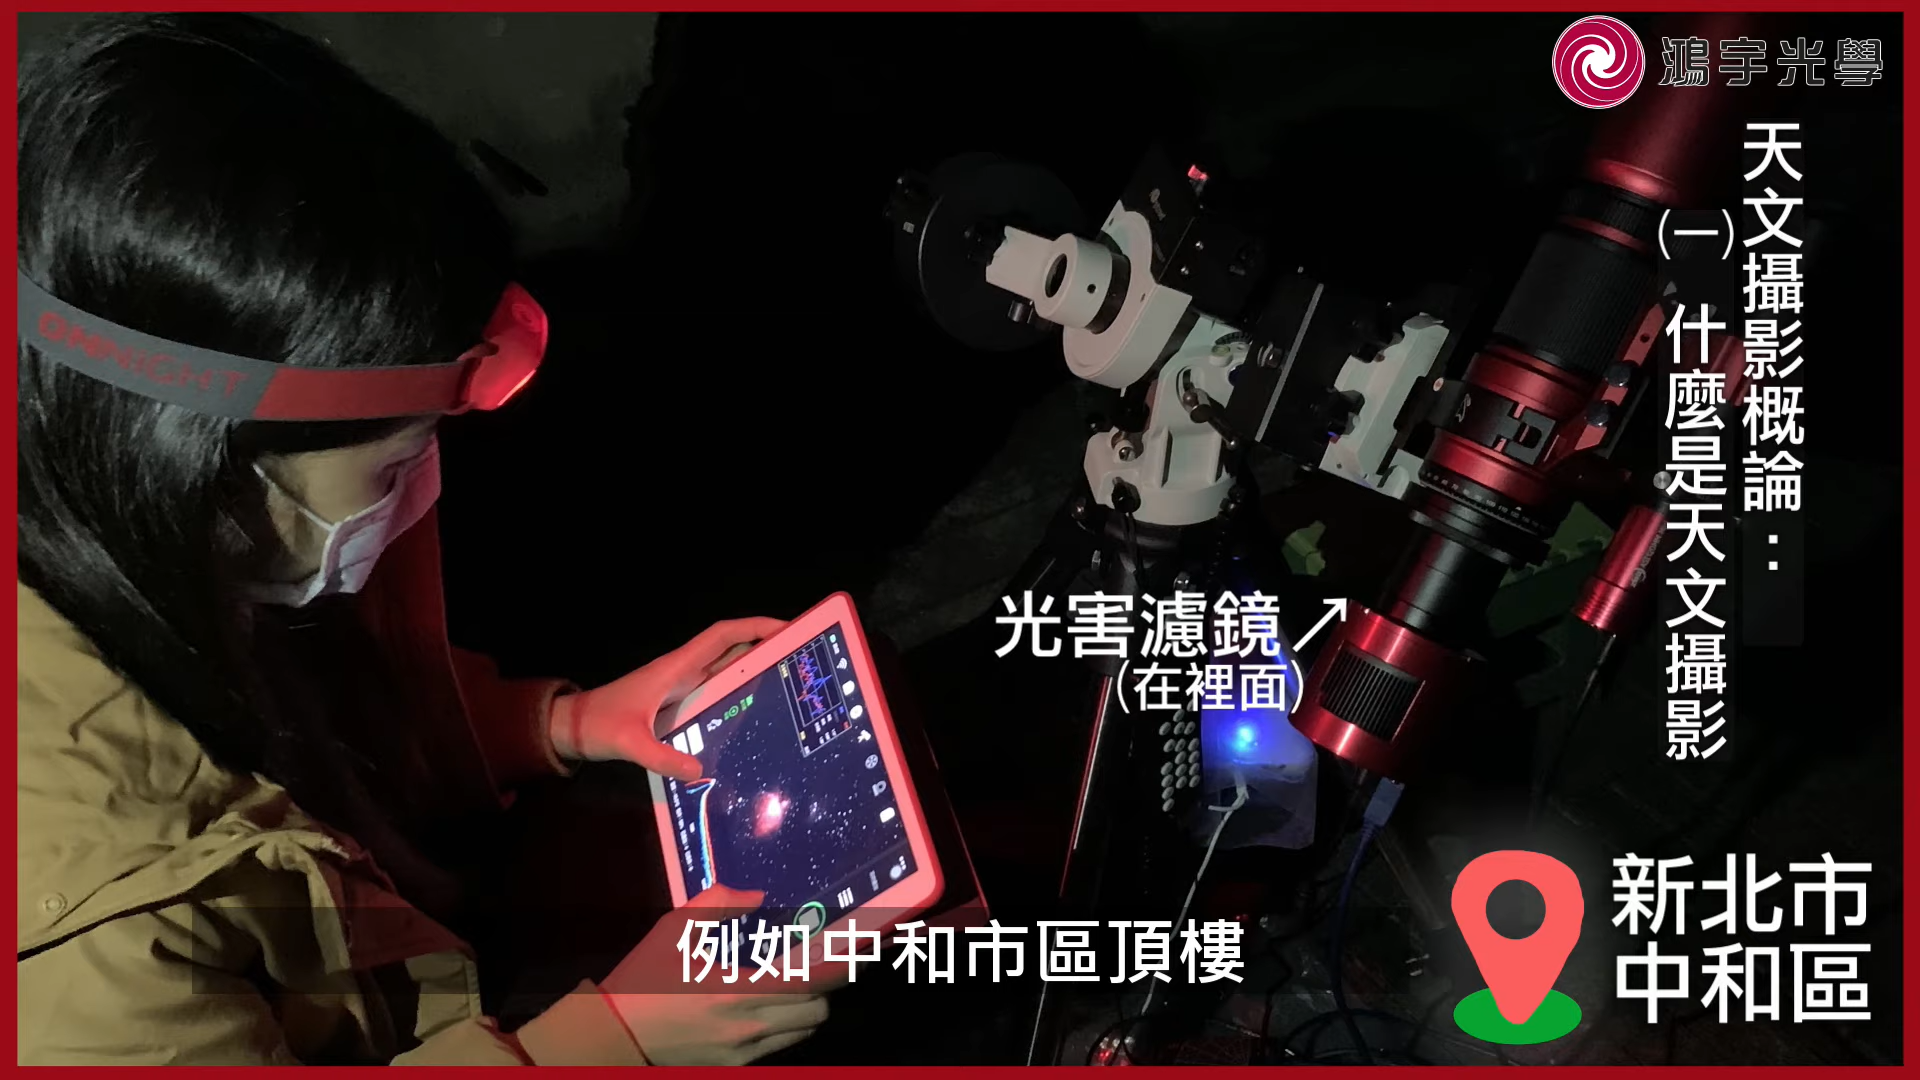 鴻宇光學
天文攝影概論：
(一) 什麼是天文攝影
OMNIGHT
光害濾鏡↗
(在裡面)
新北市
中和區
例如中和市區頂樓